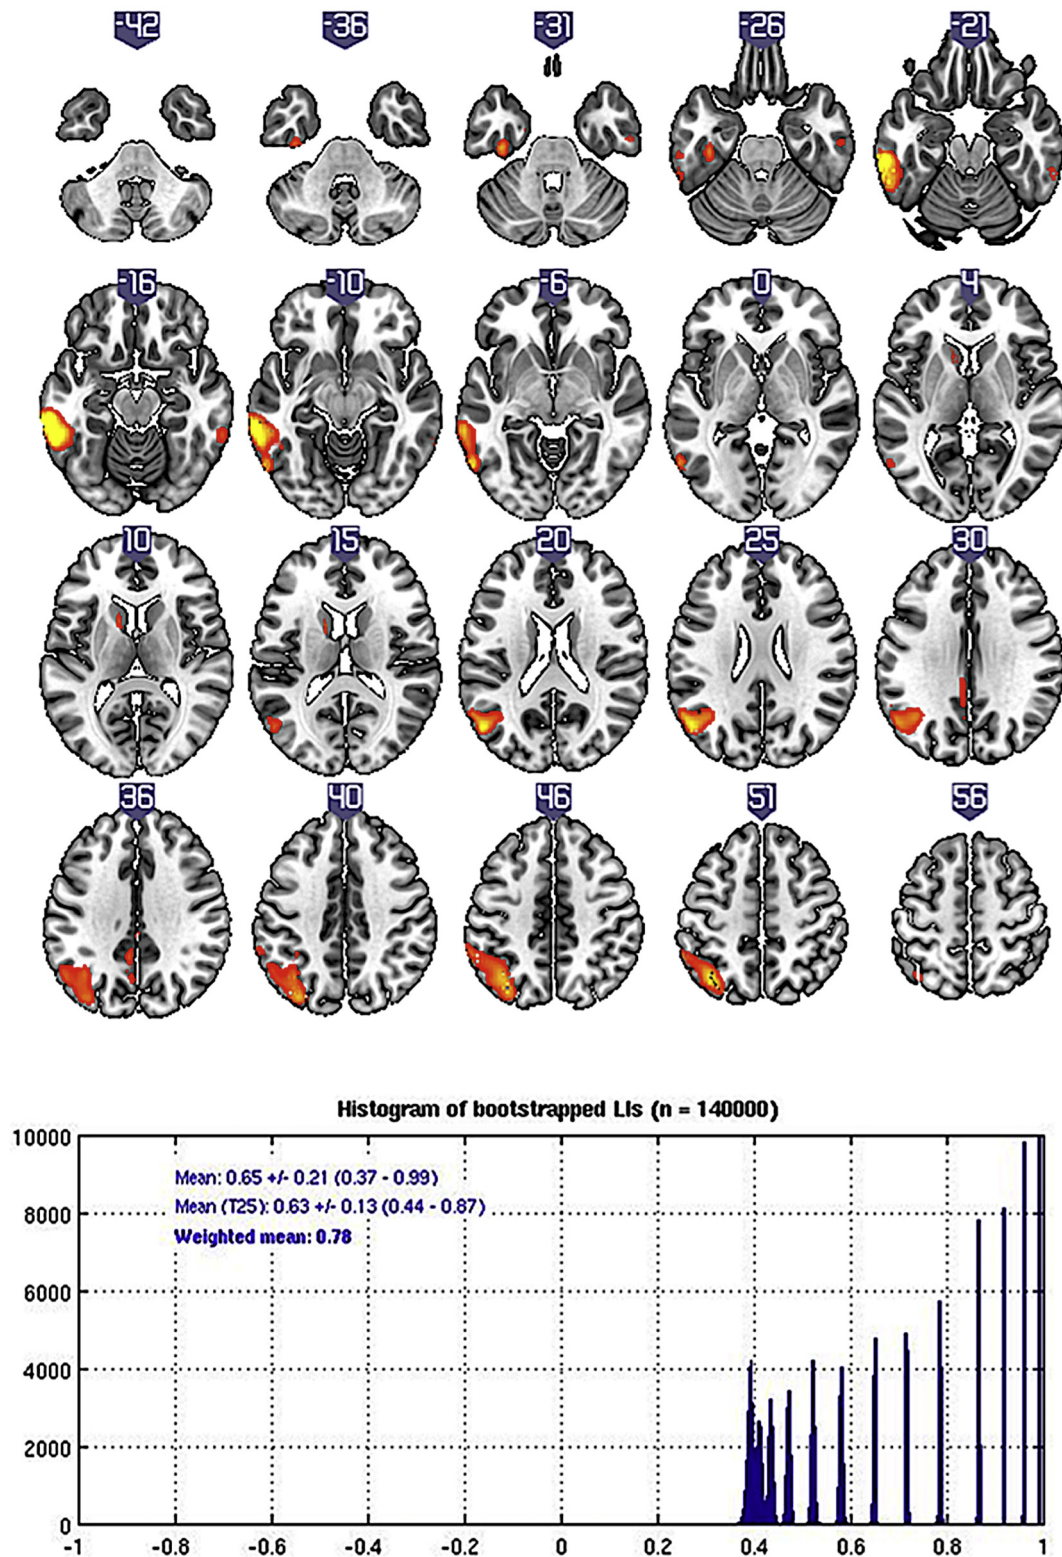 -42 -36 -31 -26 -21
-16 -10 -6 0 4
10 15 20 25 30
36 40 46 51 56
Histogram of bootstrapped LIs (n = 140000)
10000
Mean: 0.65 +/- 0.21 (0.37 - 0.99)
Mean (T25): 0.63 +/- 0.13 (0.44 - 0.87)
8000
Weighted mean: 0.78
6000
4000
2000
0
-1 -0.8 -0.6 -0.4 -0.2 0 0.2 0.4 0.6 0.8 1